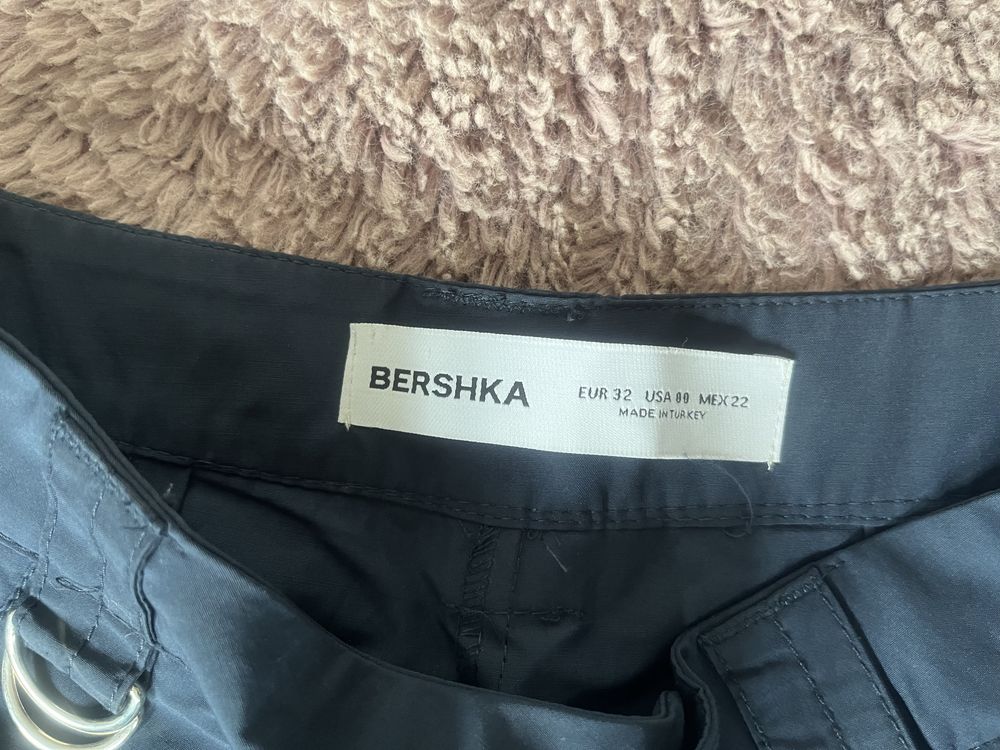 BERSHKA
EUR 32 USA 00 MEX 22
MADE IN TURKEY